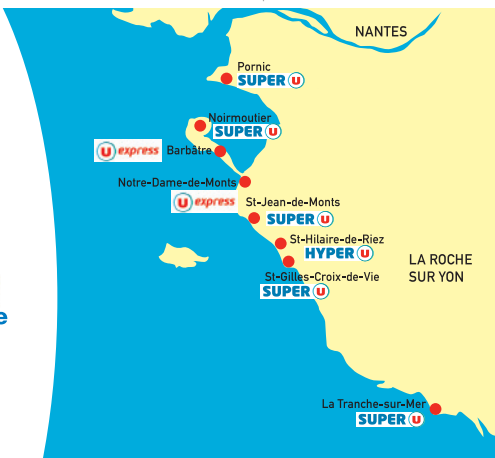 NANTES
Pornic
SUPER U
Noirmoutier
SUPER U
U express Barbâtre
Notre-Dame-de-Monts
U express
St-Jean-de-Monts
SUPER U
St-Hilaire-de-Riez
HYPER U
LA ROCHE
SUR YON
St-Gilles-Croix-de-Vie
SUPER U
e
La Tranche-sur-Mer
SUPER U